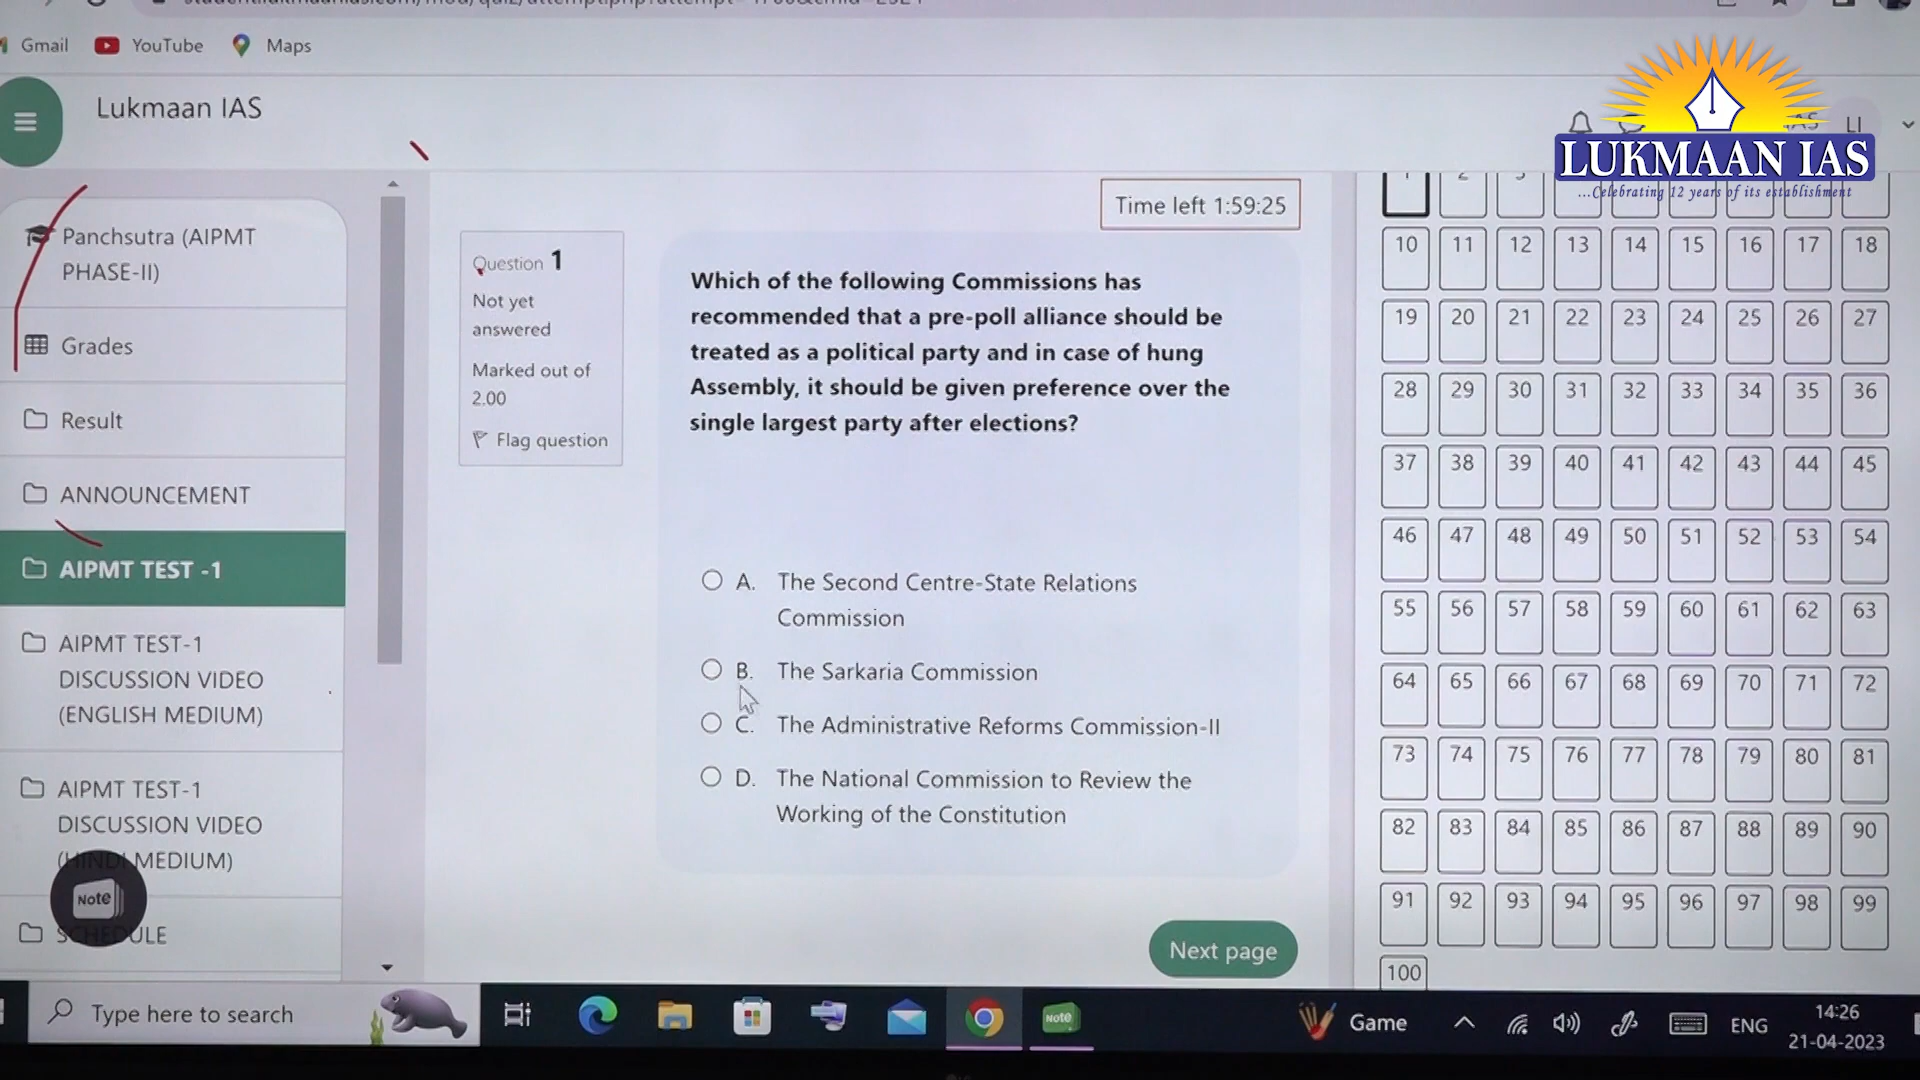 Gmail
YouTube
Maps
Lukmaan IAS
LI
LUKMAAN IAS
...Celebrating 12 years of its establishment
Panchsutra (AIPMT
PHASE-II)
Grades
Result
ANNOUNCEMENT
AIPMT TEST -1
AIPMT TEST-1
DISCUSSION VIDEO
(ENGLISH MEDIUM)
AIPMT TEST-1
DISCUSSION VIDEO
(HINDI MEDIUM)
Note
SCHEDULE
Time left 1:59:25
Question 1
Not yet
answered
Marked out of
2.00
Flag question
Which of the following Commissions has
recommended that a pre-poll alliance should be
treated as a political party and in case of hung
Assembly, it should be given preference over the
single largest party after elections?
A. The Second Centre-State Relations
Commission
B. The Sarkaria Commission
C. The Administrative Reforms Commission-II
D. The National Commission to Review the
Working of the Constitution
Next page
10 11 12 13 14 15 16 17 18
19 20 21 22 23 24 25 26 27
28 29 30 31 32 33 34 35 36
37 38 39 40 41 42 43 44 45
46 47 48 49 50 51 52 53 54
55 56 57 58 59 60 61 62 63
64 65 66 67 68 69 70 71 72
73 74 75 76 77 78 79 80 81
82 83 84 85 86 87 88 89 90
91 92 93 94 95 96 97 98 99
100
Type here to search
NOTE
Game
ENG
14:26
21-04-2023